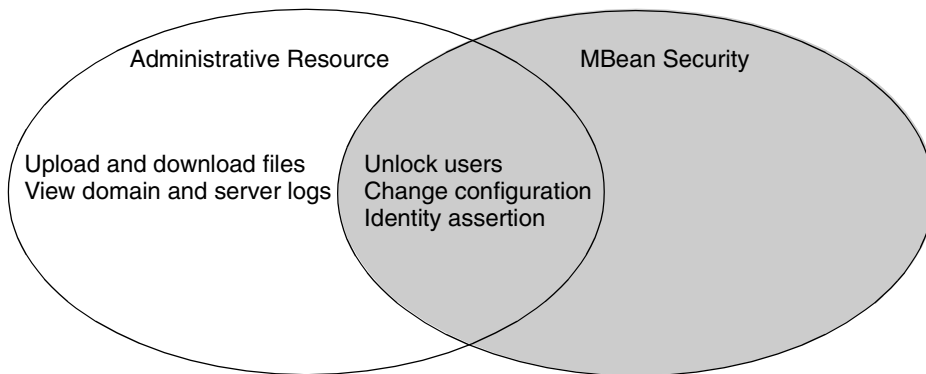 Administrative Resource
MBean Security
Upload and download files
View domain and server logs
Unlock users
Change configuration
Identity assertion